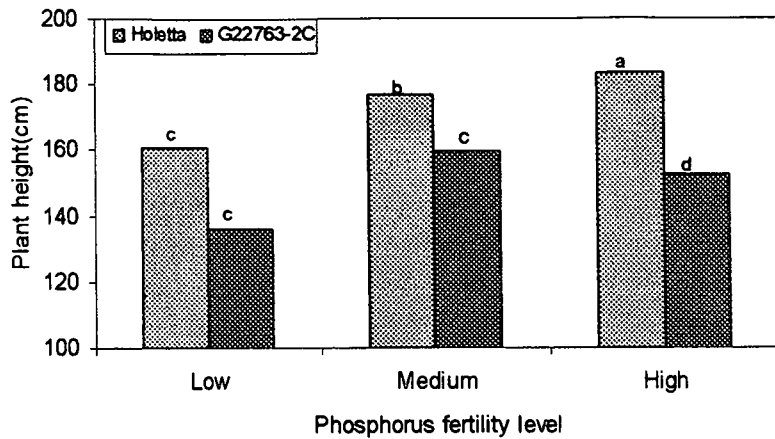 Holetta G22763-2C
Plant height(cm)
200
180
160
140
120
100
c
c
b
C
a
d
Low Medium High
Phosphorus fertility level